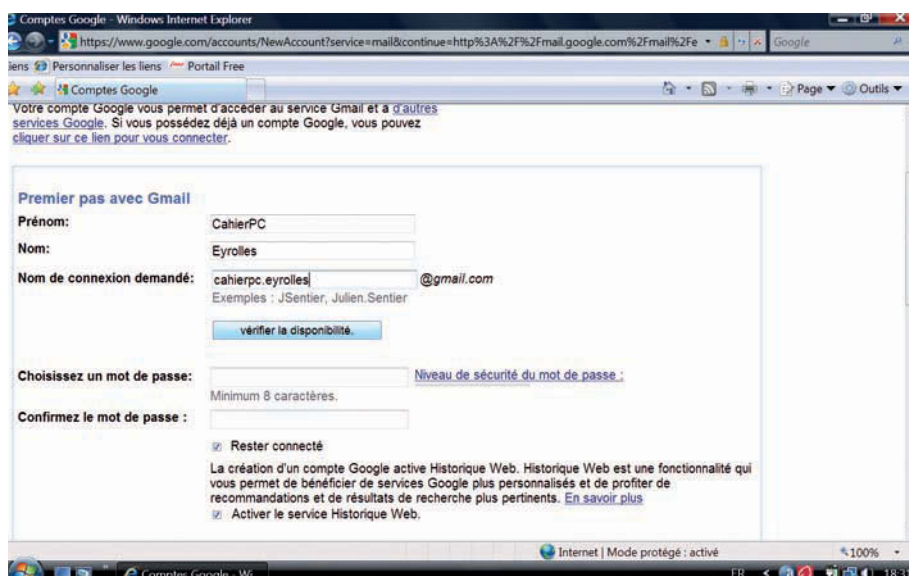 Comptes Google - Windows Internet Explorer
https://www.google.com/accounts/NewAccount?service=mail&continue=http%3A%2F%2Fmail.google.com%2Fmail%2Fe
Google
iens Personnaliser les liens Portail Free
Comptes Google
Page Outils
Votre compte Google vous permet d'accéder au service Gmail et à d'autres
services Google. Si vous possédez déjà un compte Google, vous pouvez
cliquer sur ce lien pour vous connecter.
Premier pas avec Gmail
Prénom: CahierPC
Nom: Eyrolles
Nom de connexion demandé: cahierpc.eyrolles @gmail.com
Exemples : JSentier, Julien.Sentier
vérifier la disponibilité.
Choisissez un mot de passe: Niveau de sécurité du mot de passe :
Minimum 8 caractères.
Confirmez le mot de passe :
Rester connecté
La création d'un compte Google active Historique Web. Historique Web est une fonctionnalité qui
vous permet de bénéficier de services Google plus personnalisés et de profiter de
recommandations et de résultats de recherche plus pertinents. En savoir plus
Activer le service Historique Web.
Internet | Mode protégé : activé 100%
Comptes Google - Wi... FR 18:31